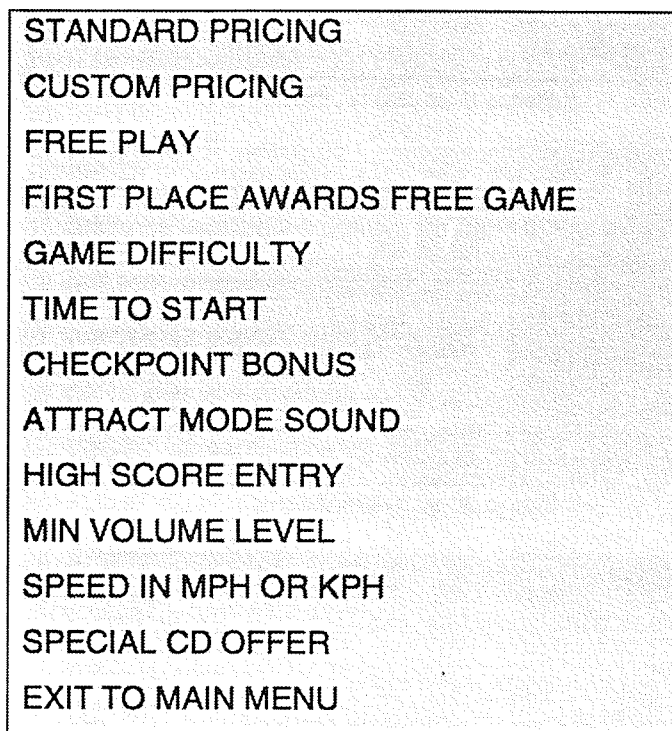 STANDARD PRICING
CUSTOM PRICING
FREE PLAY
FIRST PLACE AWARDS FREE GAME
GAME DIFFICULTY
TIME TO START
CHECKPOINT BONUS
ATTRACT MODE SOUND
HIGH SCORE ENTRY
MIN VOLUME LEVEL
SPEED IN MPH OR KPH
SPECIAL CD OFFER
EXIT TO MAIN MENU